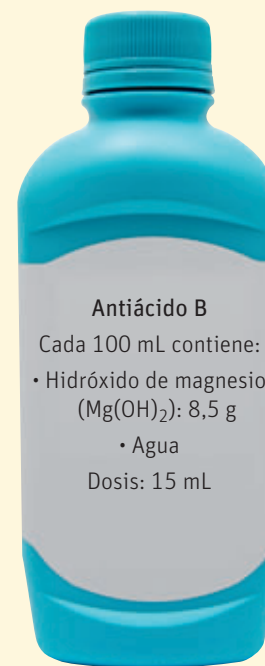 Antiácido B
Cada 100 mL contiene:
• Hidróxido de magnesio
(Mg(OH)₂): 8,5 g
• Agua
Dosis: 15 mL